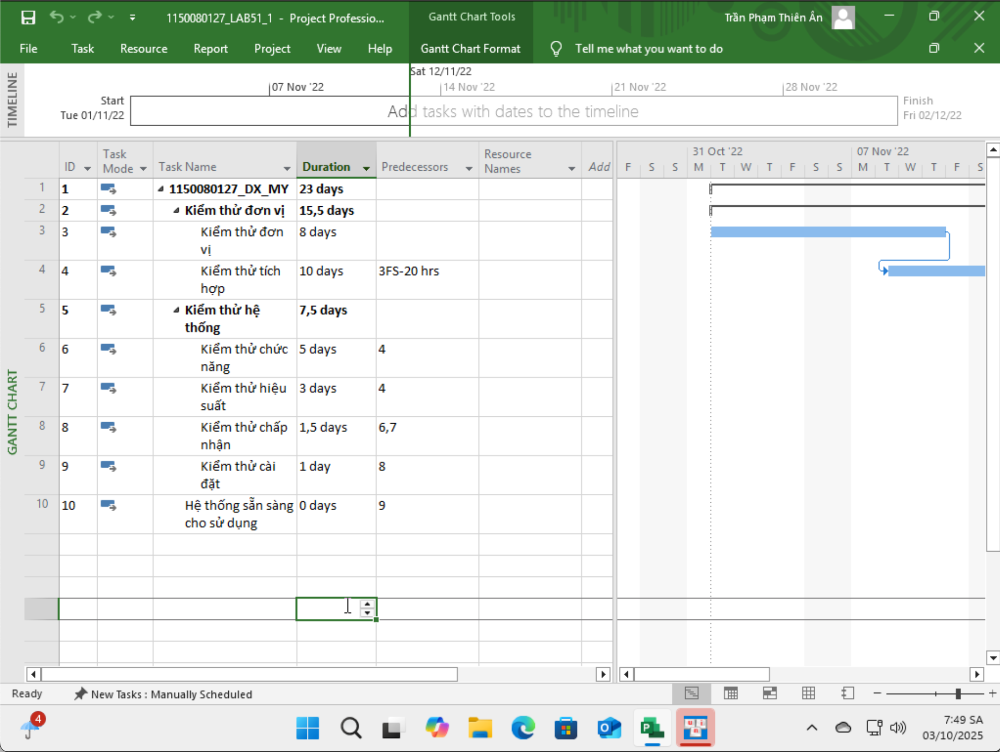 1150080127_LAB51_1 - Project Professio...
Gantt Chart Tools
Trần Phạm Thiên Ân
File Task Resource Report Project View Help Gantt Chart Format Tell me what you want to do
TIMELINE
Sat 12/11/22
07 Nov '22 14 Nov '22 21 Nov '22 28 Nov '22
Start
Tue 01/11/22
Add tasks with dates to the timeline
Finish
Fri 02/12/22
GANTT CHART
ID Task Mode Task Name Duration Predecessors Resource Names Add
31 Oct '22 07 Nov '22
F S S M T W T F S S M T W T F S
1 1 1150080127_DX_MY 23 days
2 2 Kiểm thử đơn vị 15,5 days
3 3 Kiểm thử đơn 8 days
vị
4 4 Kiểm thử tích 10 days 3FS-20 hrs
hợp
5 5 Kiểm thử hệ 7,5 days
thống
6 6 Kiểm thử chức 5 days 4
năng
7 7 Kiểm thử hiệu 3 days 4
suất
8 8 Kiểm thử chấp 1,5 days 6,7
nhận
9 9 Kiểm thử cài 1 day 8
đặt
10 10 Hệ thống sẵn sàng 0 days 9
cho sử dụng
Ready New Tasks : Manually Scheduled
4
7:49 SA
03/10/2025